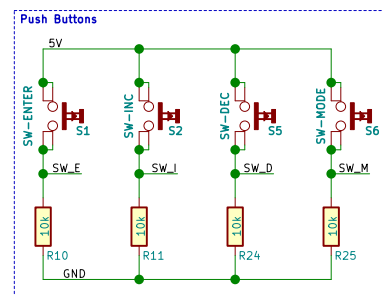 Push Buttons
5V
SW-ENTER
S1
SW-INC
S2
SW-DEC
S5
SW-MODE
S6
SW_E
SW_I
SW_D
SW_M
10k
R10
10k
R11
10k
R24
10k
R25
GND